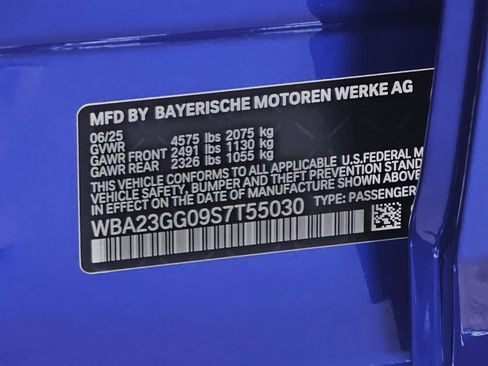 MFD BY BAYERISCHE MOTOREN WERKE AG
06/25
GVWR 4575 lbs 2075 kg
GAWR FRONT 2491 lbs 1130 kg
GAWR REAR 2326 lbs 1055 kg
THIS VEHICLE CONFORMS TO ALL APPLICABLE U.S. FEDERAL
VEHICLE SAFETY, BUMPER AND THEFT PREVENTION
IN EFFECT ON THE DATE OF MANUFACTURE SHOWN ABOVE.
WBA23GG09S7T55030 TYPE: PASSENGER